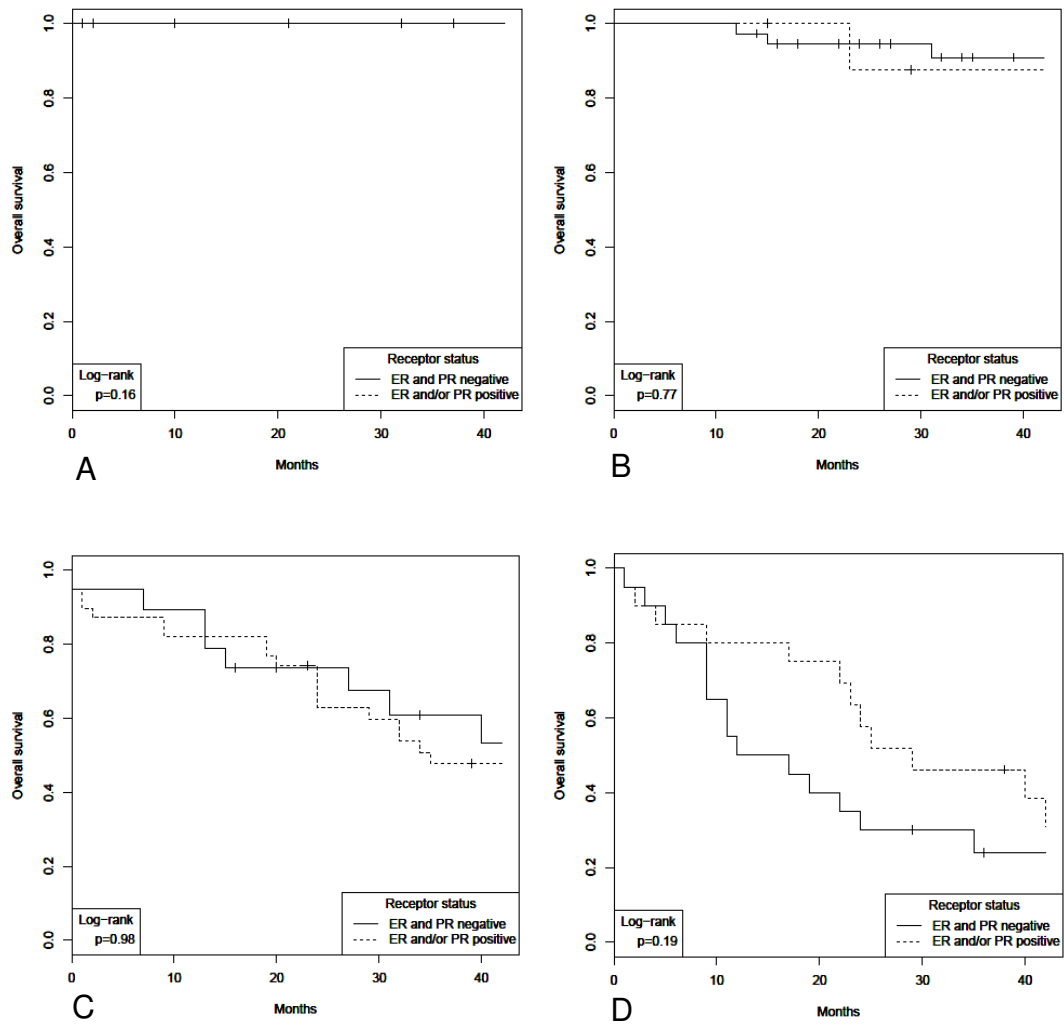 1.0
0.8
0.6
0.4
0.2
0.0
Overall survival
Log-rank
p=0.16
Receptor status
ER and PR negative
ER and/or PR positive
0 10 20 30 40
Months
A
1.0
0.8
0.6
0.4
0.2
0.0
Overall survival
Log-rank
p=0.77
Receptor status
ER and PR negative
ER and/or PR positive
0 10 20 30 40
Months
B
1.0
0.8
0.6
0.4
0.2
0.0
Overall survival
Log-rank
p=0.98
Receptor status
ER and PR negative
ER and/or PR positive
0 10 20 30 40
Months
C
1.0
0.8
0.6
0.4
0.2
0.0
Overall survival
Log-rank
p=0.19
Receptor status
ER and PR negative
ER and/or PR positive
0 10 20 30 40
Months
D